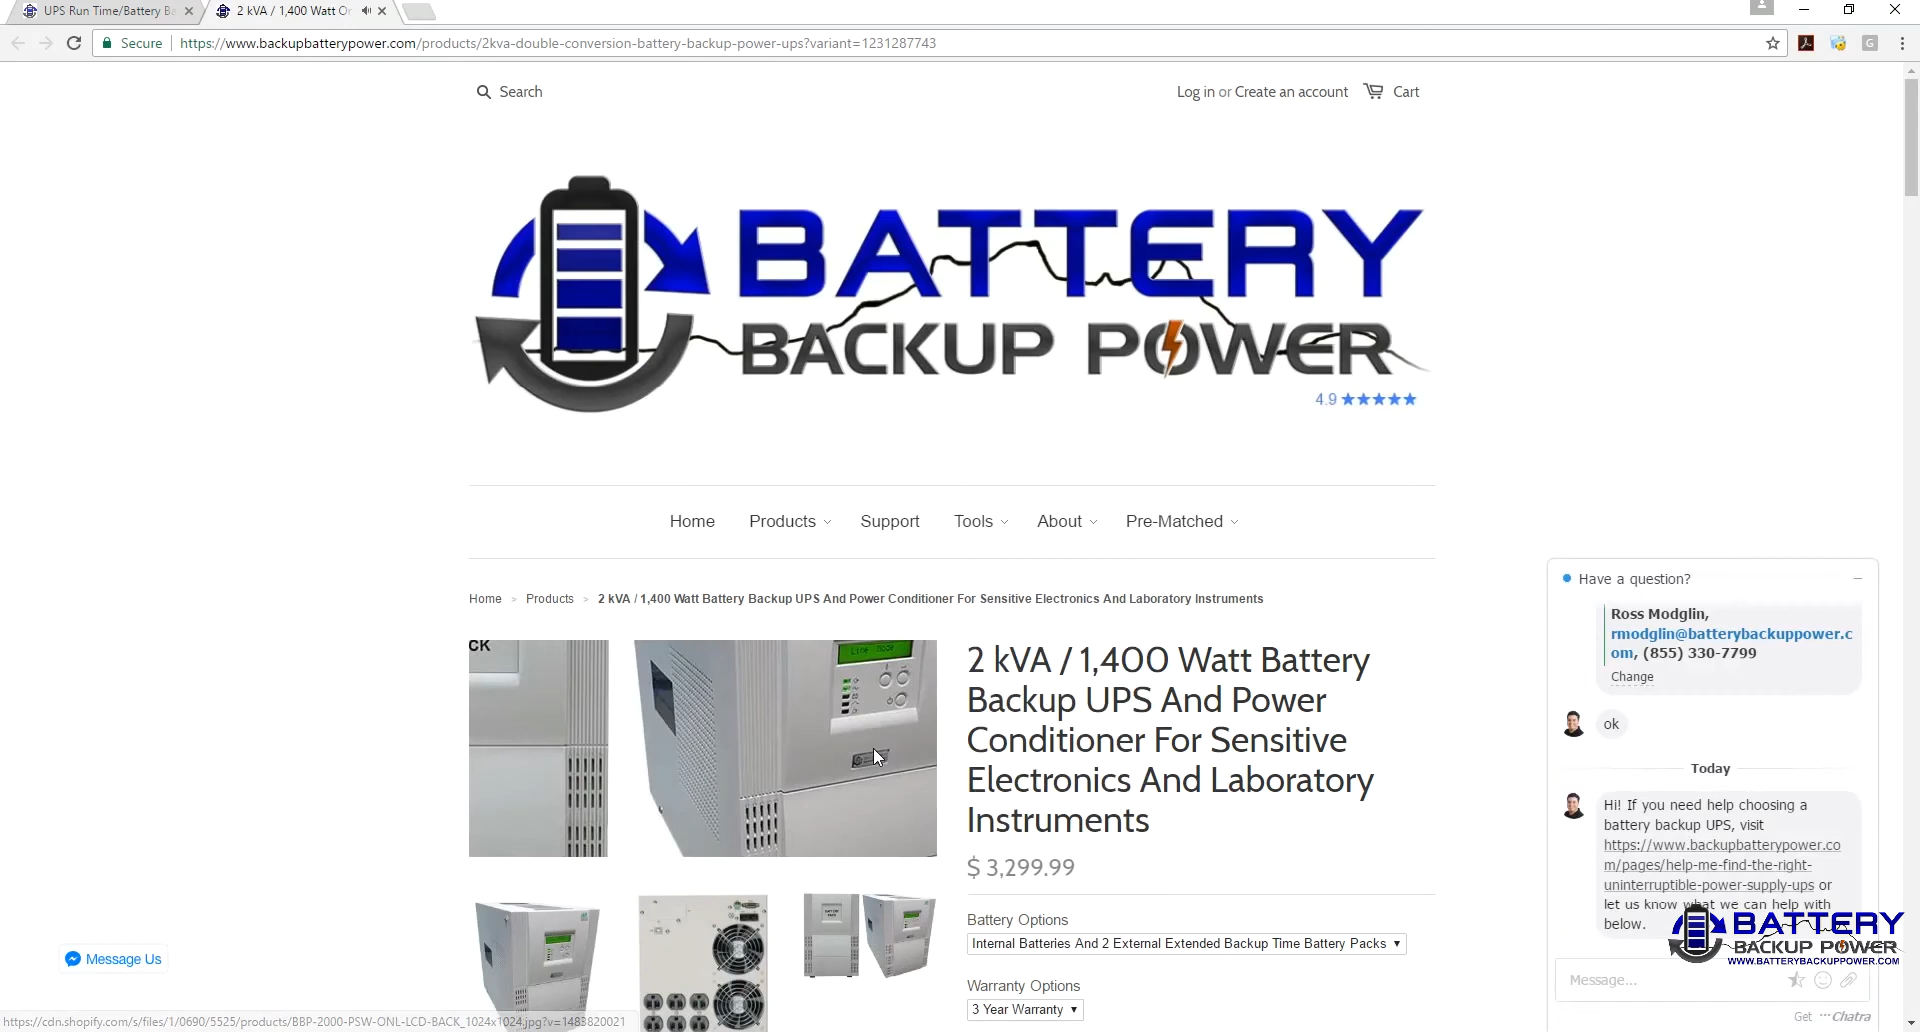 UPS Run Time/Battery Ba
2 kVA / 1,400 Watt On
Secure
https://www.backupbatterypower.com/products/2kva-double-conversion-battery-backup-power-ups?variant=1231287743
G
Search
Log in or Create an account
Cart
BATTERY
BACKUP POWER
4.9 ★★★★★
Home
Products
Support
Tools
About
Pre-Matched
Home > Products > 2 kVA / 1,400 Watt Battery Backup UPS And Power Conditioner For Sensitive Electronics And Laboratory Instruments
CK
Line Mode
2 kVA / 1,400 Watt Battery
Backup UPS And Power
Conditioner For Sensitive
Electronics And Laboratory
Instruments
$ 3,299.99
Battery Options
Internal Batteries And 2 External Extended Backup Time Battery Packs
Warranty Options
3 Year Warranty
Have a question?
Ross Modglin,
rmodglin@batterybackuppower.c
om, (855) 330-7799
Change
ok
Today
Hi! If you need help choosing a
battery backup UPS, visit
https://www.backupbatterypower.co
m/pages/help-me-find-the-right-
uninterruptible-power-supply-ups or
let us know what we can help with
below.
BATTERY
BACKUP POWER
WWW.BATTERYBACKUPPOWER.COM
Message...
Get Chatra
Message Us
https://cdn.shopify.com/s/files/1/0690/5525/products/BBP-2000-PSW-ONL-LCD-BACK_1024x1024.jpg?v=1483820021